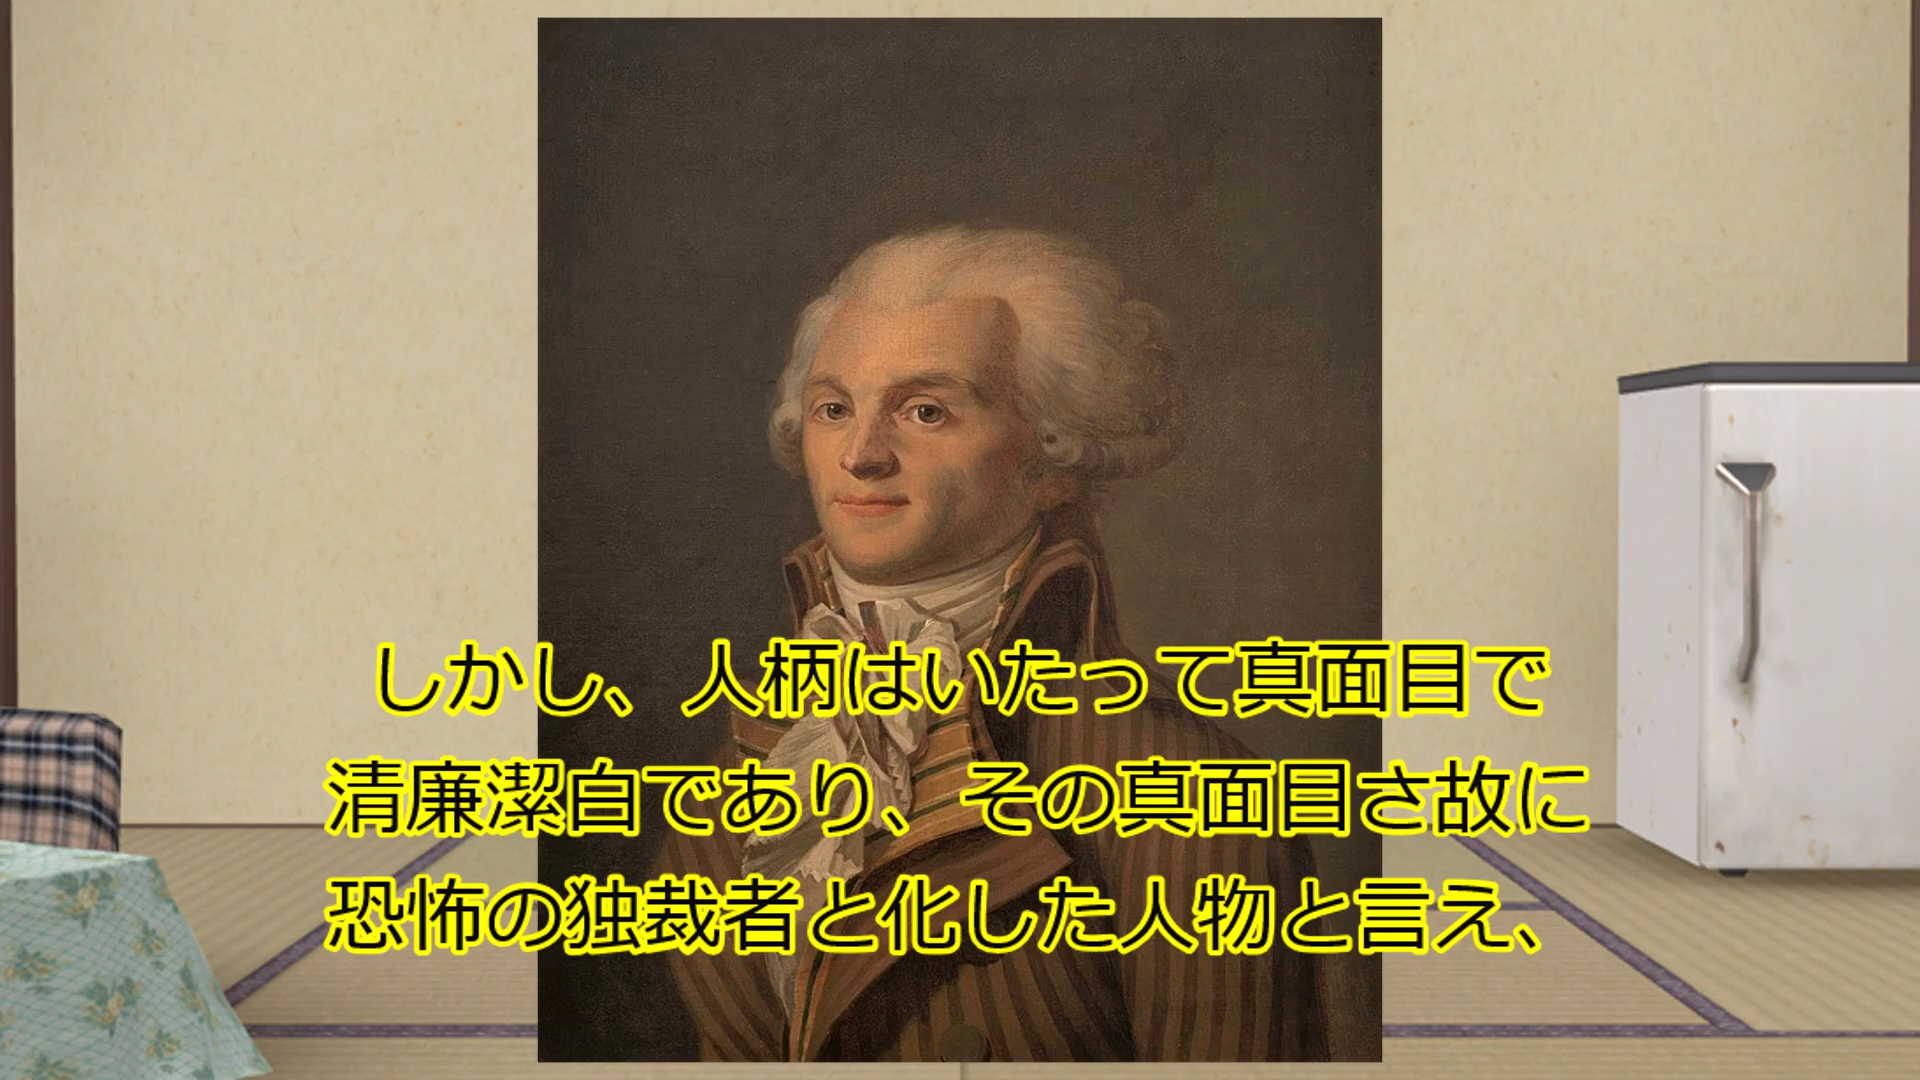 しかし、人柄はいたって真面目で
清廉潔白であり、その真面目さ故に
恐怖の独裁者と化した人物と言え、